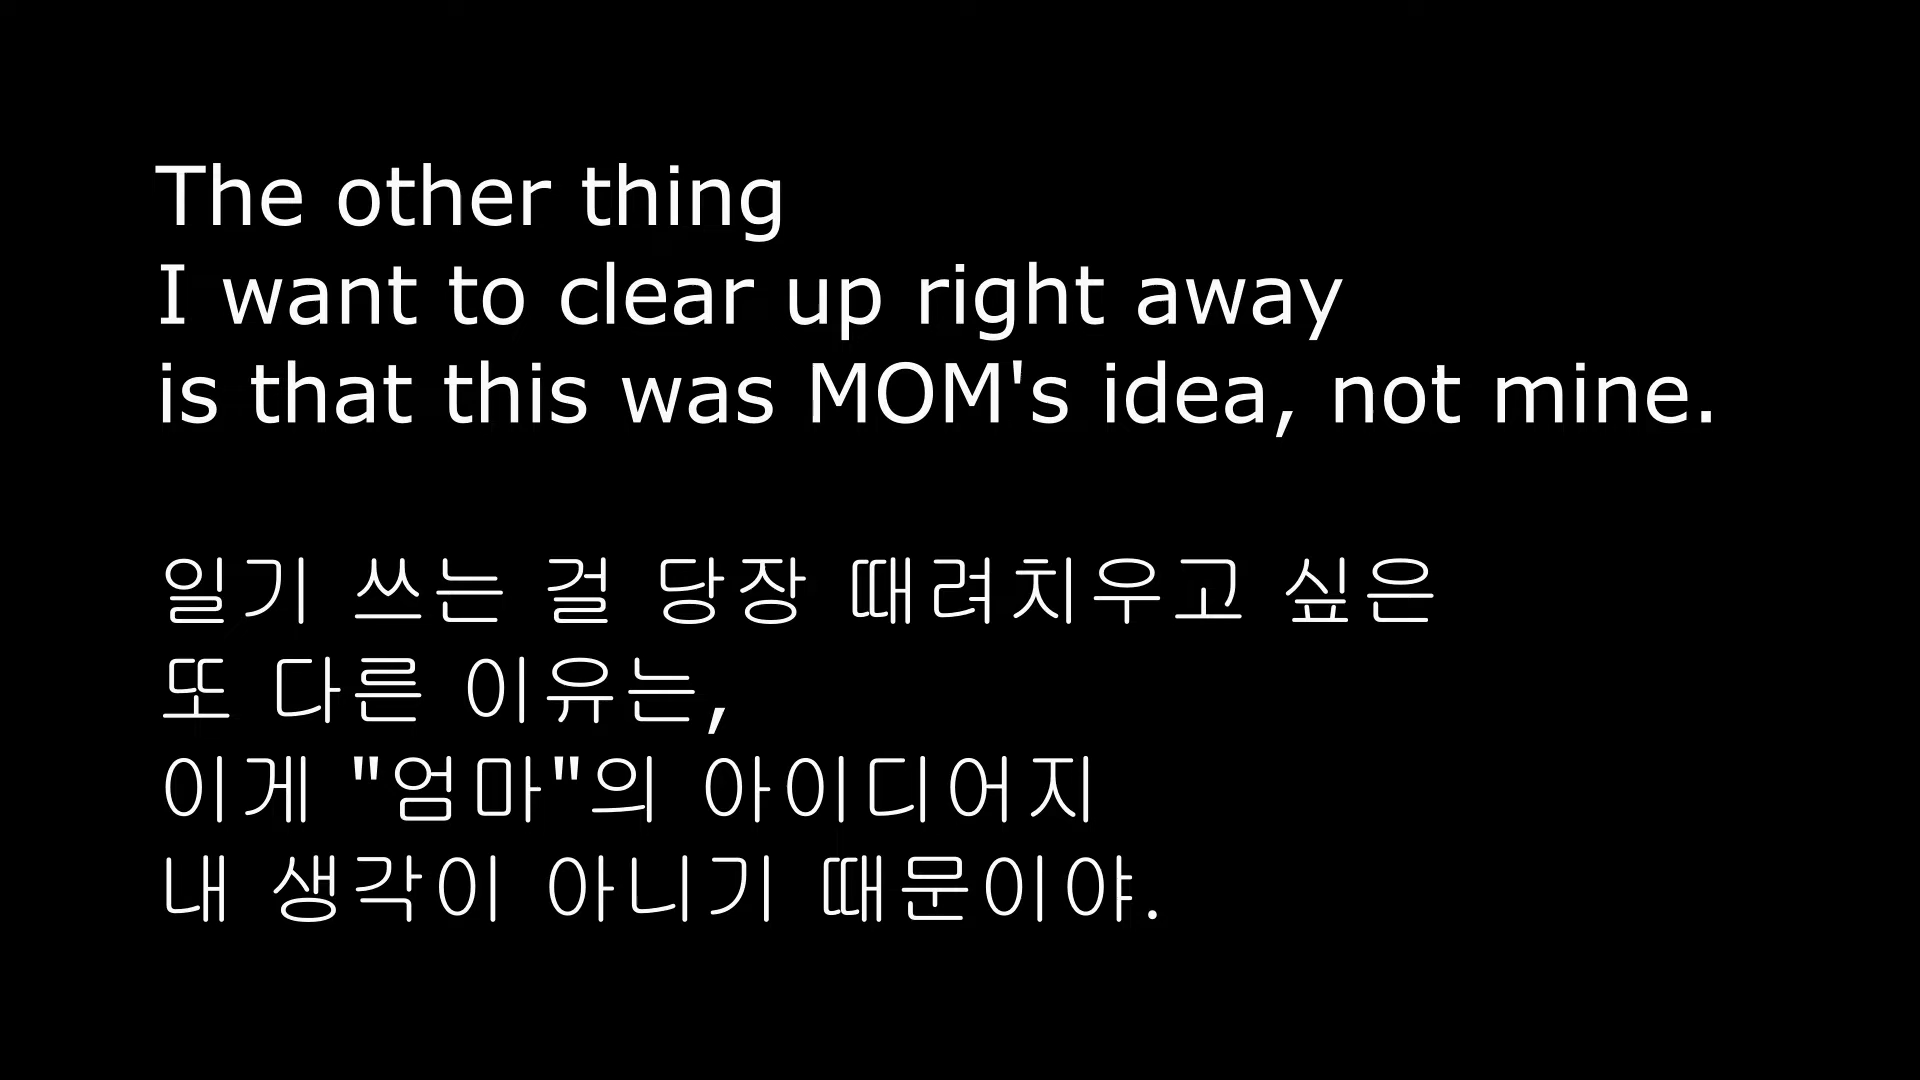 The other thing
I want to clear up right away
is that this was MOM's idea, not mine.
일기 쓰는 걸 당장 때려치우고 싶은
또 다른 이유는,
이게 "엄마"의 아이디어지
내 생각이 아니기 때문이야.